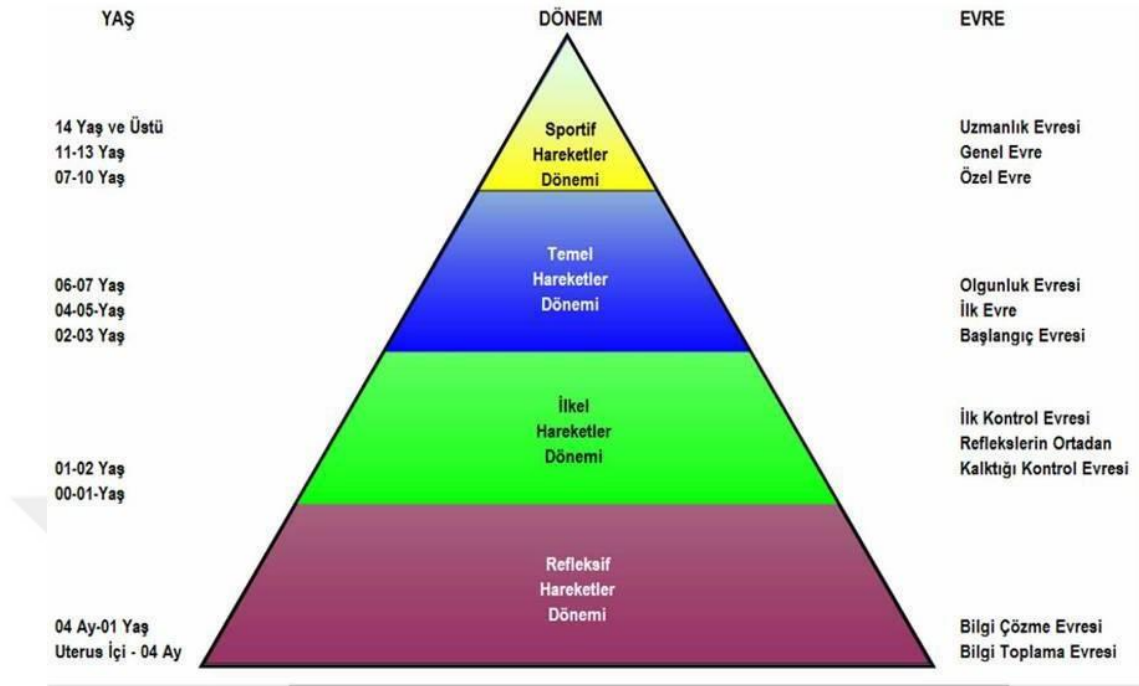 YAŞ DÖNEM EVRE
14 Yaş ve Üstü
11-13 Yaş
07-10 Yaş
Sportif
Hareketler
Dönemi
Uzmanlık Evresi
Genel Evre
Özel Evre
06-07 Yaş
04-05-Yaş
02-03 Yaş
Temel
Hareketler
Dönemi
Olgunluk Evresi
İlk Evre
Başlangıç Evresi
01-02 Yaş
00-01-Yaş
İlkel
Hareketler
Dönemi
İlk Kontrol Evresi
Reflekslerin Ortadan
Kalktığı Kontrol Evresi
04 Ay-01 Yaş
Uterus İçi - 04 Ay
Refleksif
Hareketler
Dönemi
Bilgi Çözme Evresi
Bilgi Toplama Evresi